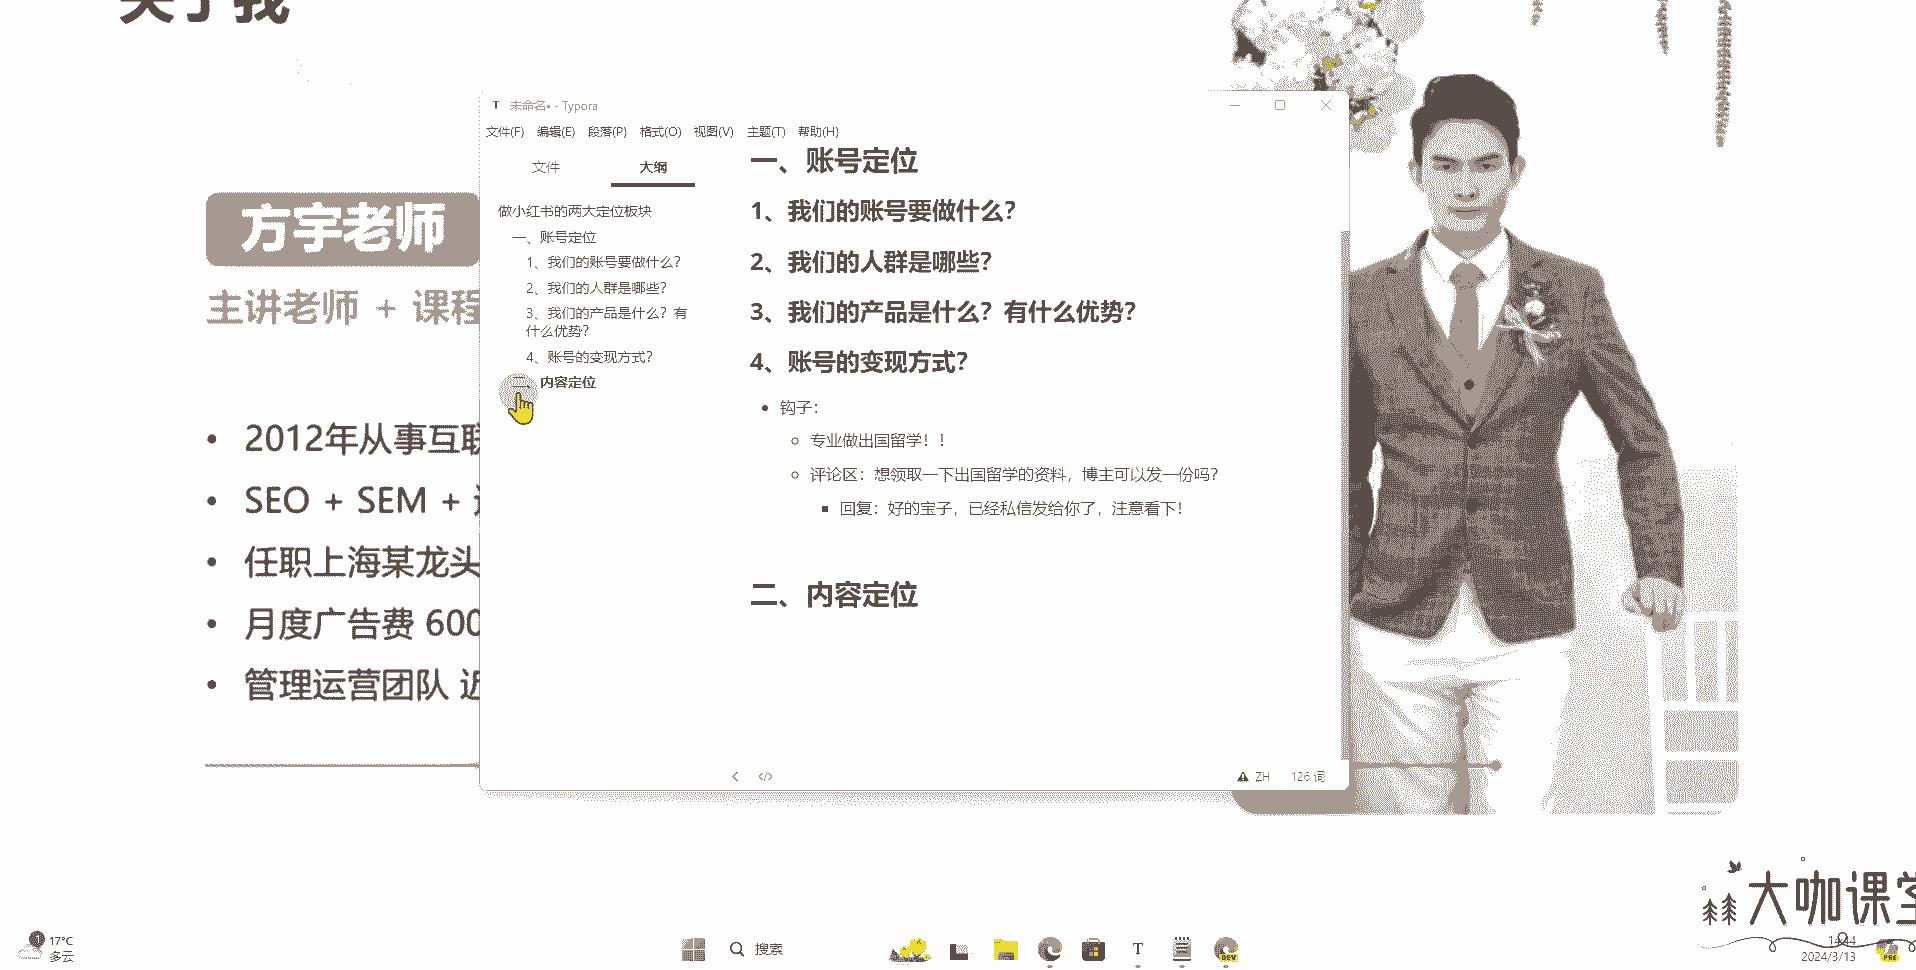 关于我
方宇老师
主讲老师 + 课程
2012年从事互联
SEO + SEM +
任职上海某龙头
月度广告费 600
管理运营团队 近
T 未命名• - Typora
文件(F) 编辑(E) 段落(P) 格式(O) 视图(V) 主题(T) 帮助(H)
文件 大纲
做小红书的两大定位板块
一、账号定位
1、我们的账号要做什么？
2、我们的人群是哪些？
3、我们的产品是什么？有
什么优势？
4、账号的变现方式？
二、内容定位
一、账号定位
1、我们的账号要做什么？
2、我们的人群是哪些？
3、我们的产品是什么？有什么优势？
4、账号的变现方式？
钩子：
专业做出国留学！！
评论区：想领取一下出国留学的资料，博主可以发一份吗？
回复：好的宝子，已经私信发给你了，注意看下！
二、内容定位
ZH 126 词
大咖课堂
1
17°C
多云
搜索
T
DEV
14:44
2024/3/13
PRE